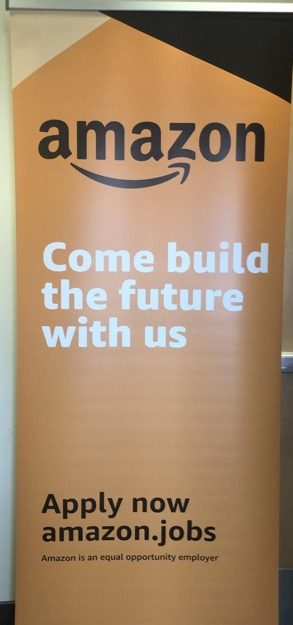 amazon
Come build
the future
with us
Apply now
amazon.jobs
Amazon is an equal opportunity employer